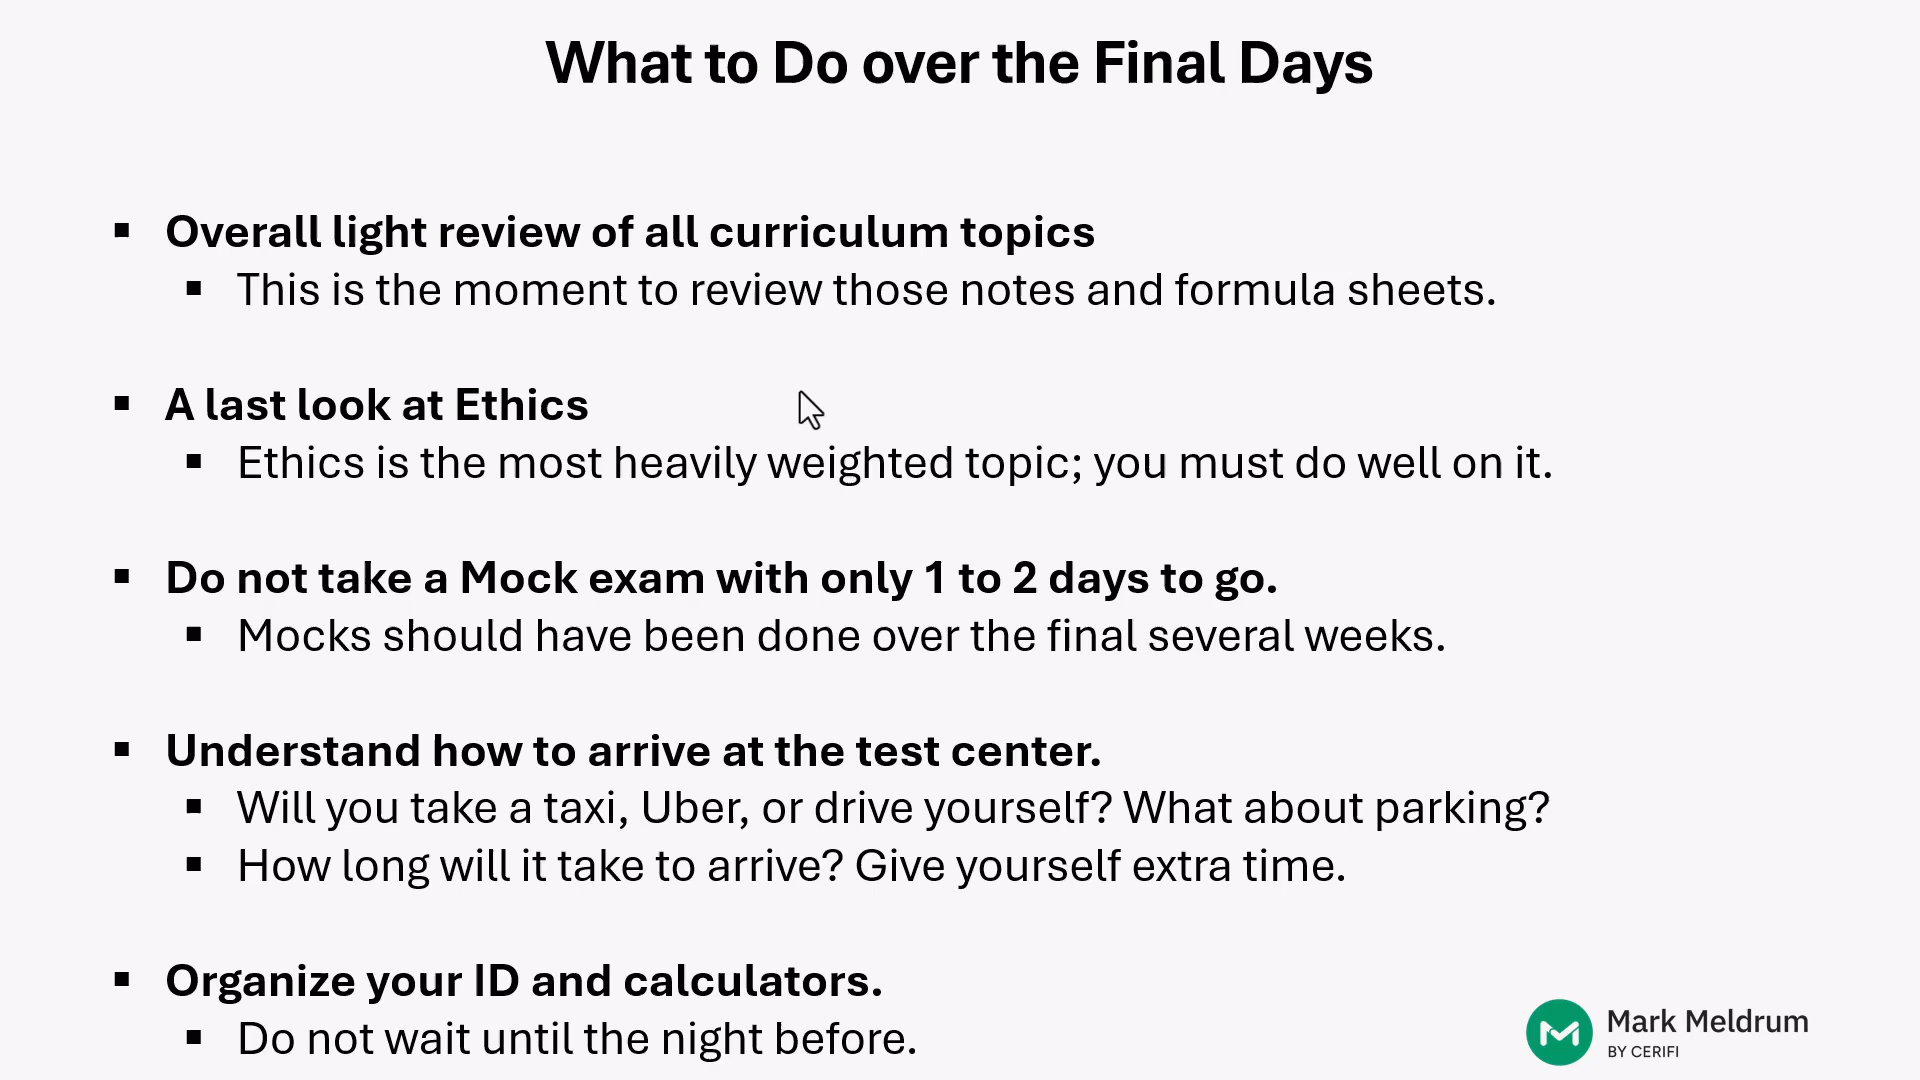 What to Do over the Final Days
▪ Overall light review of all curriculum topics
▪ This is the moment to review those notes and formula sheets.
▪ A last look at Ethics
▪ Ethics is the most heavily weighted topic; you must do well on it.
▪ Do not take a Mock exam with only 1 to 2 days to go.
▪ Mocks should have been done over the final several weeks.
▪ Understand how to arrive at the test center.
▪ Will you take a taxi, Uber, or drive yourself? What about parking?
▪ How long will it take to arrive? Give yourself extra time.
▪ Organize your ID and calculators.
▪ Do not wait until the night before.
Mark Meldrum
BY CERIFI